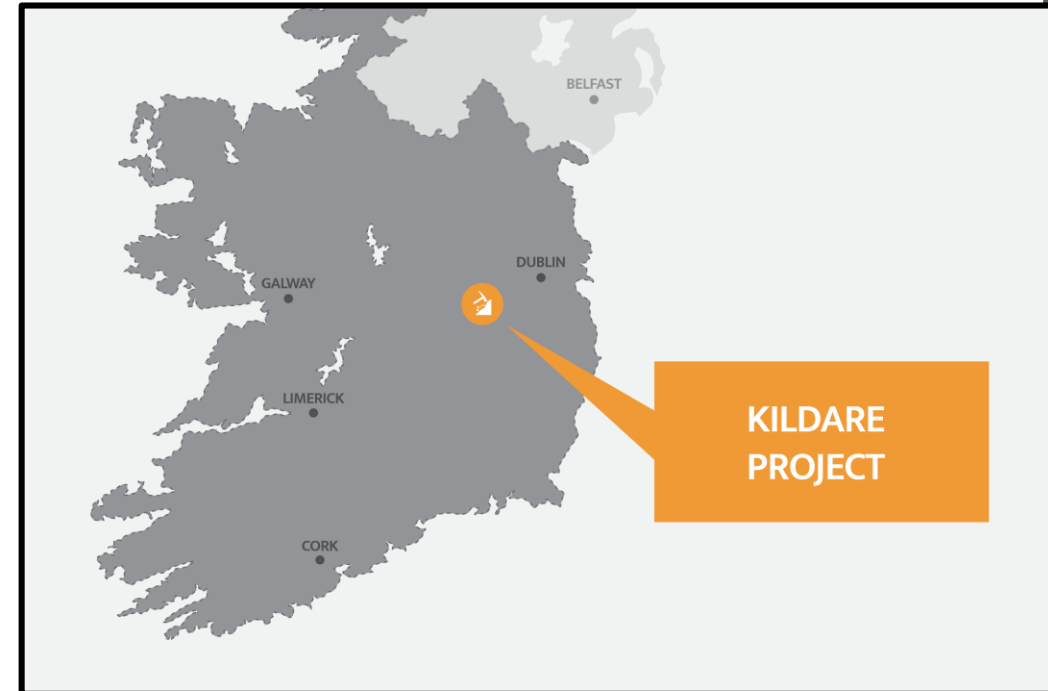 BELFAST
DUBLIN
GALWAY
LIMERICK
KILDARE
PROJECT
CORK